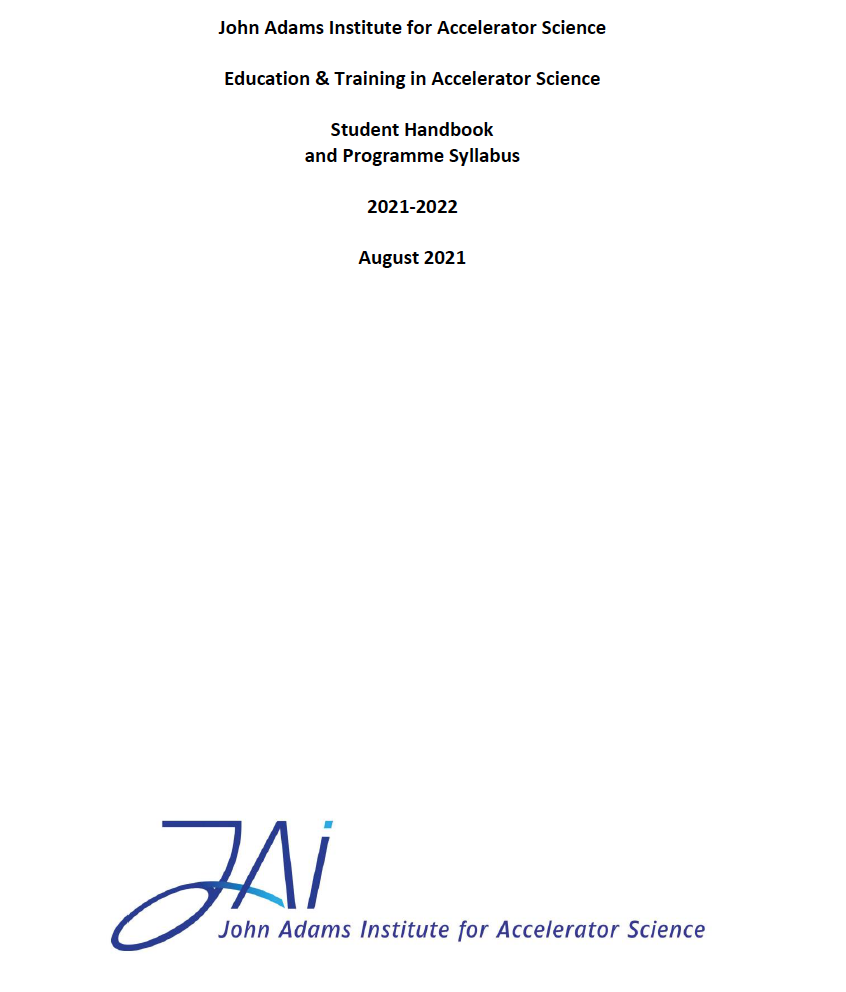 John Adams Institute for Accelerator Science
Education & Training in Accelerator Science
Student Handbook
and Programme Syllabus
2021-2022
August 2021
JAi
John Adams Institute for Accelerator Science